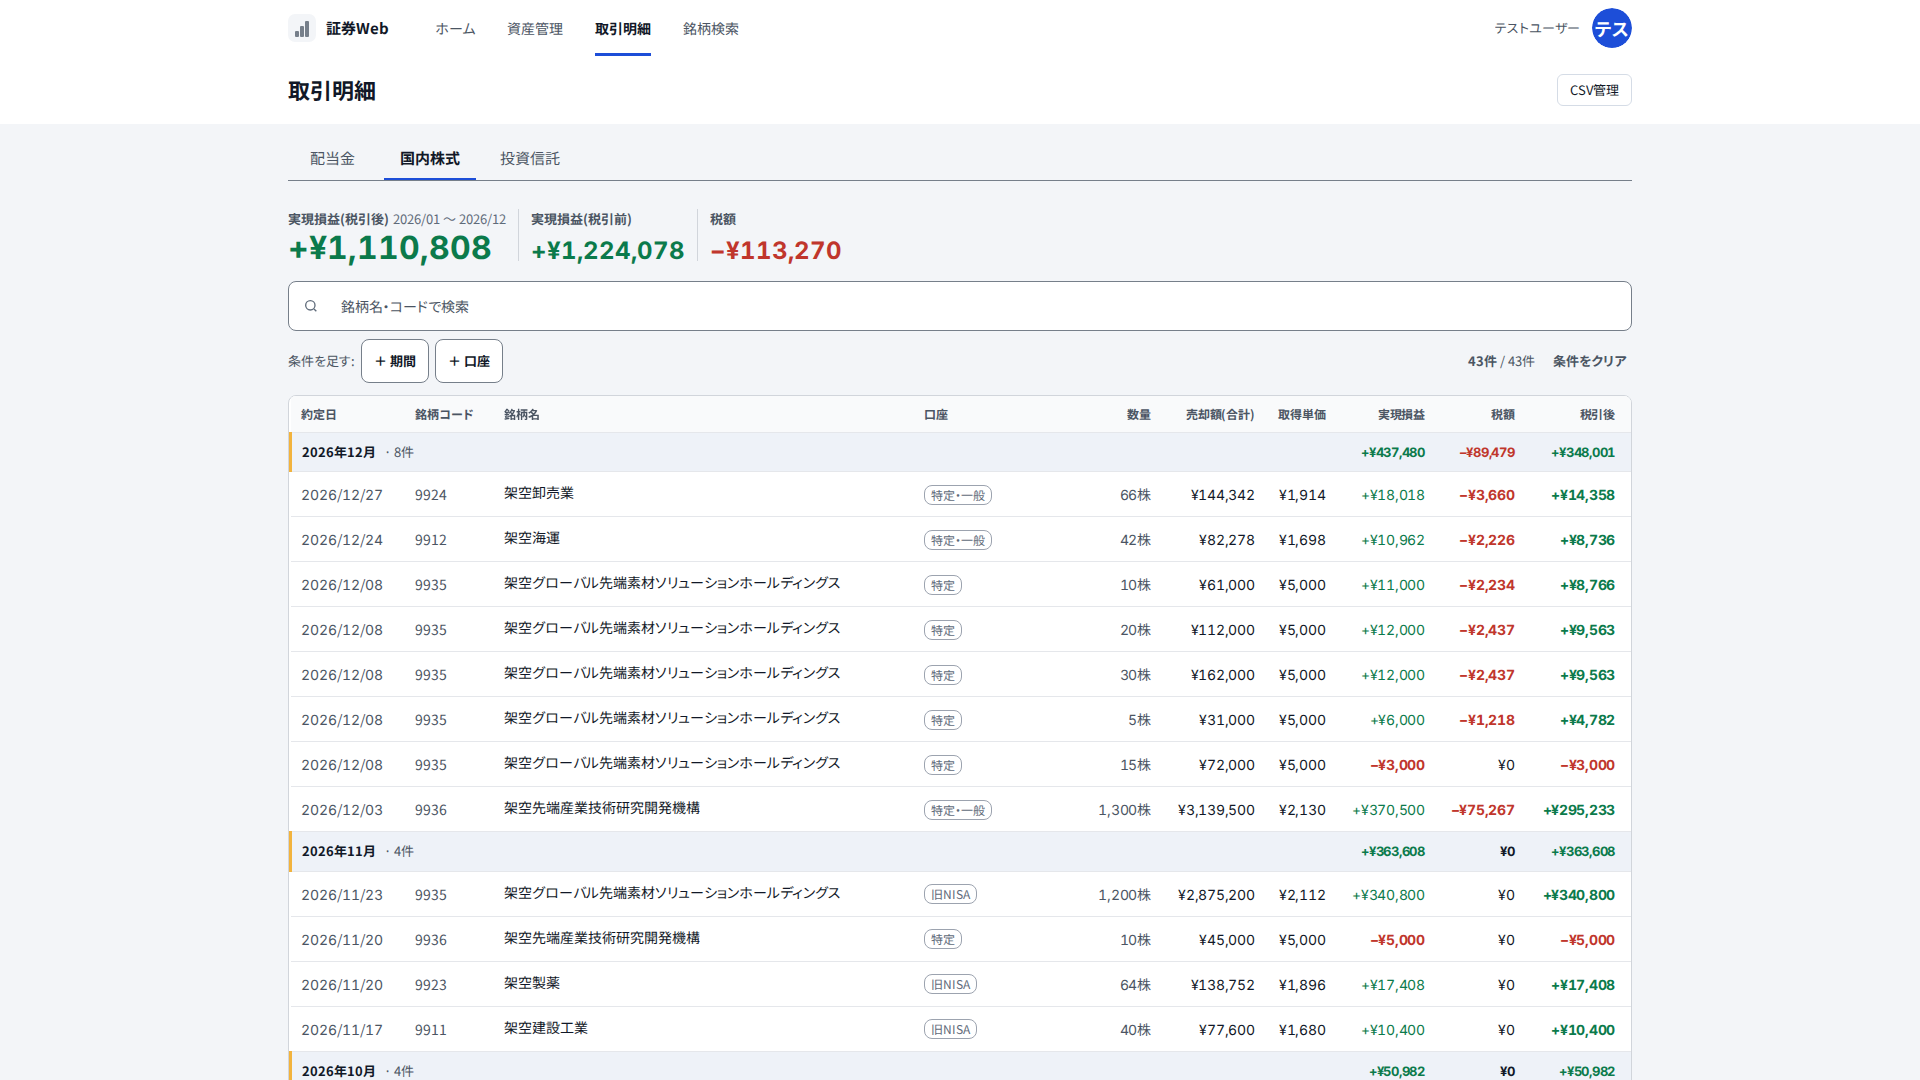 証券Web ホーム 資産管理 取引明細 銘柄検索 テストユーザー テス
取引明細 CSV管理
配当金 国内株式 投資信託
実現損益(税引後) 2026/01 〜 2026/12 実現損益(税引前) 税額
+¥1,110,808 +¥1,224,078 −¥113,270
銘柄名・コードで検索
条件を足す: ＋ 期間 ＋ 口座 43件 / 43件 条件をクリア
約定日 銘柄コード 銘柄名 口座 数量 売却額(合計) 取得単価 実現損益 税額 税引後
2026年12月 · 8件 +¥437,480 −¥89,479 +¥348,001
2026/12/27 9924 架空卸売業 特定・一般 66株 ¥144,342 ¥1,914 +¥18,018 −¥3,660 +¥14,358
2026/12/24 9912 架空海運 特定・一般 42株 ¥82,278 ¥1,698 +¥10,962 −¥2,226 +¥8,736
2026/12/08 9935 架空グローバル先端素材ソリューションホールディングス 特定 10株 ¥61,000 ¥5,000 +¥11,000 −¥2,234 +¥8,766
2026/12/08 9935 架空グローバル先端素材ソリューションホールディングス 特定 20株 ¥112,000 ¥5,000 +¥12,000 −¥2,437 +¥9,563
2026/12/08 9935 架空グローバル先端素材ソリューションホールディングス 特定 30株 ¥162,000 ¥5,000 +¥12,000 −¥2,437 +¥9,563
2026/12/08 9935 架空グローバル先端素材ソリューションホールディングス 特定 5株 ¥31,000 ¥5,000 +¥6,000 −¥1,218 +¥4,782
2026/12/08 9935 架空グローバル先端素材ソリューションホールディングス 特定 15株 ¥72,000 ¥5,000 −¥3,000 ¥0 −¥3,000
2026/12/03 9936 架空先端産業技術研究開発機構 特定・一般 1,300株 ¥3,139,500 ¥2,130 +¥370,500 −¥75,267 +¥295,233
2026年11月 · 4件 +¥363,608 ¥0 +¥363,608
2026/11/23 9935 架空グローバル先端素材ソリューションホールディングス 旧NISA 1,200株 ¥2,875,200 ¥2,112 +¥340,800 ¥0 +¥340,800
2026/11/20 9936 架空先端産業技術研究開発機構 特定 10株 ¥45,000 ¥5,000 −¥5,000 ¥0 −¥5,000
2026/11/20 9923 架空製薬 旧NISA 64株 ¥138,752 ¥1,896 +¥17,408 ¥0 +¥17,408
2026/11/17 9911 架空建設工業 旧NISA 40株 ¥77,600 ¥1,680 +¥10,400 ¥0 +¥10,400
2026年10月 · 4件 +¥50,982 ¥0 +¥50,982